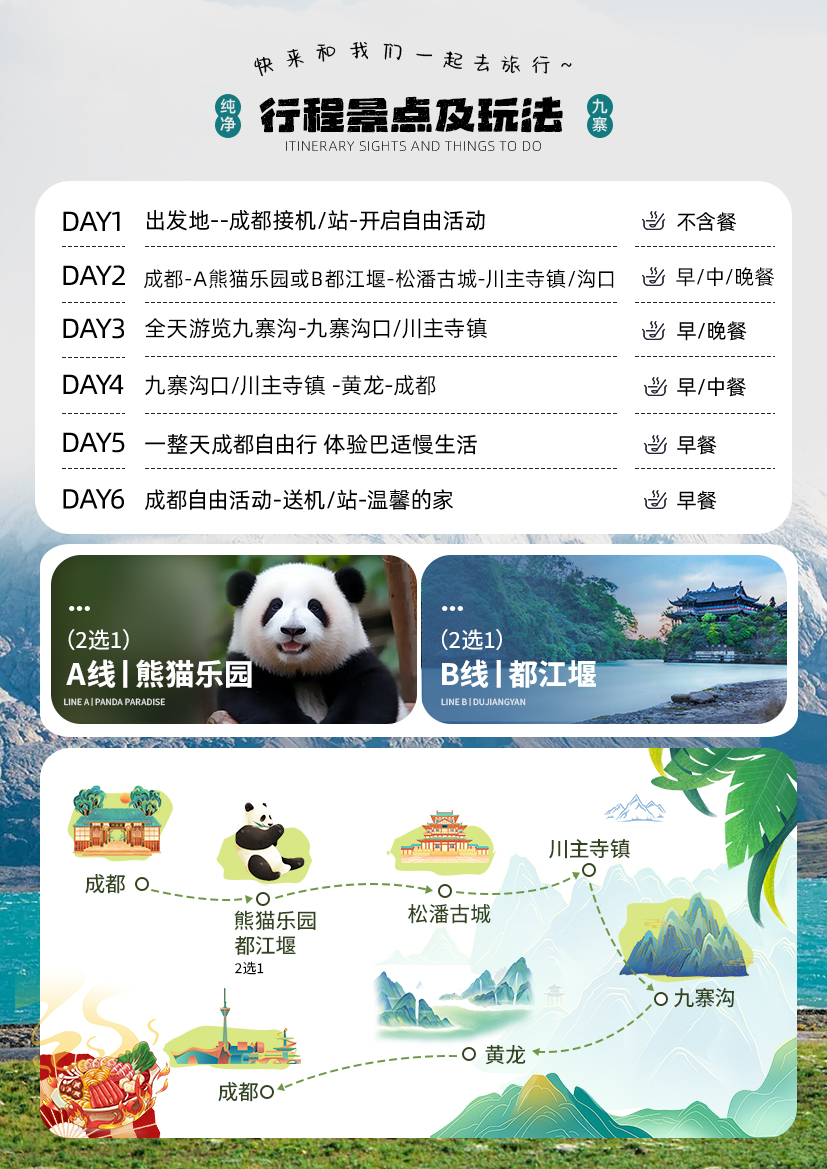 快来和我们一起去旅行~
纯净
行程景点及玩法
九寨
ITINERARY SIGHTS AND THINGS TO DO
DAY1 出发地--成都接机/站-开启自由活动 不含餐
DAY2 成都-A熊猫乐园或B都江堰-松潘古城-川主寺镇/沟口 早/中/晚餐
DAY3 全天游览九寨沟-九寨沟口/川主寺镇 早/晚餐
DAY4 九寨沟口/川主寺镇 -黄龙-成都 早/中餐
DAY5 一整天成都自由行 体验巴适慢生活 早餐
DAY6 成都自由活动-送机/站-温馨的家 早餐
(2选1)
A线|熊猫乐园
LINE A | PANDA PARADISE
(2选1)
B线|都江堰
LINE B | DUJIANGYAN
成都
熊猫乐园
都江堰
2选1
松潘古城
川主寺镇
九寨沟
黄龙
成都